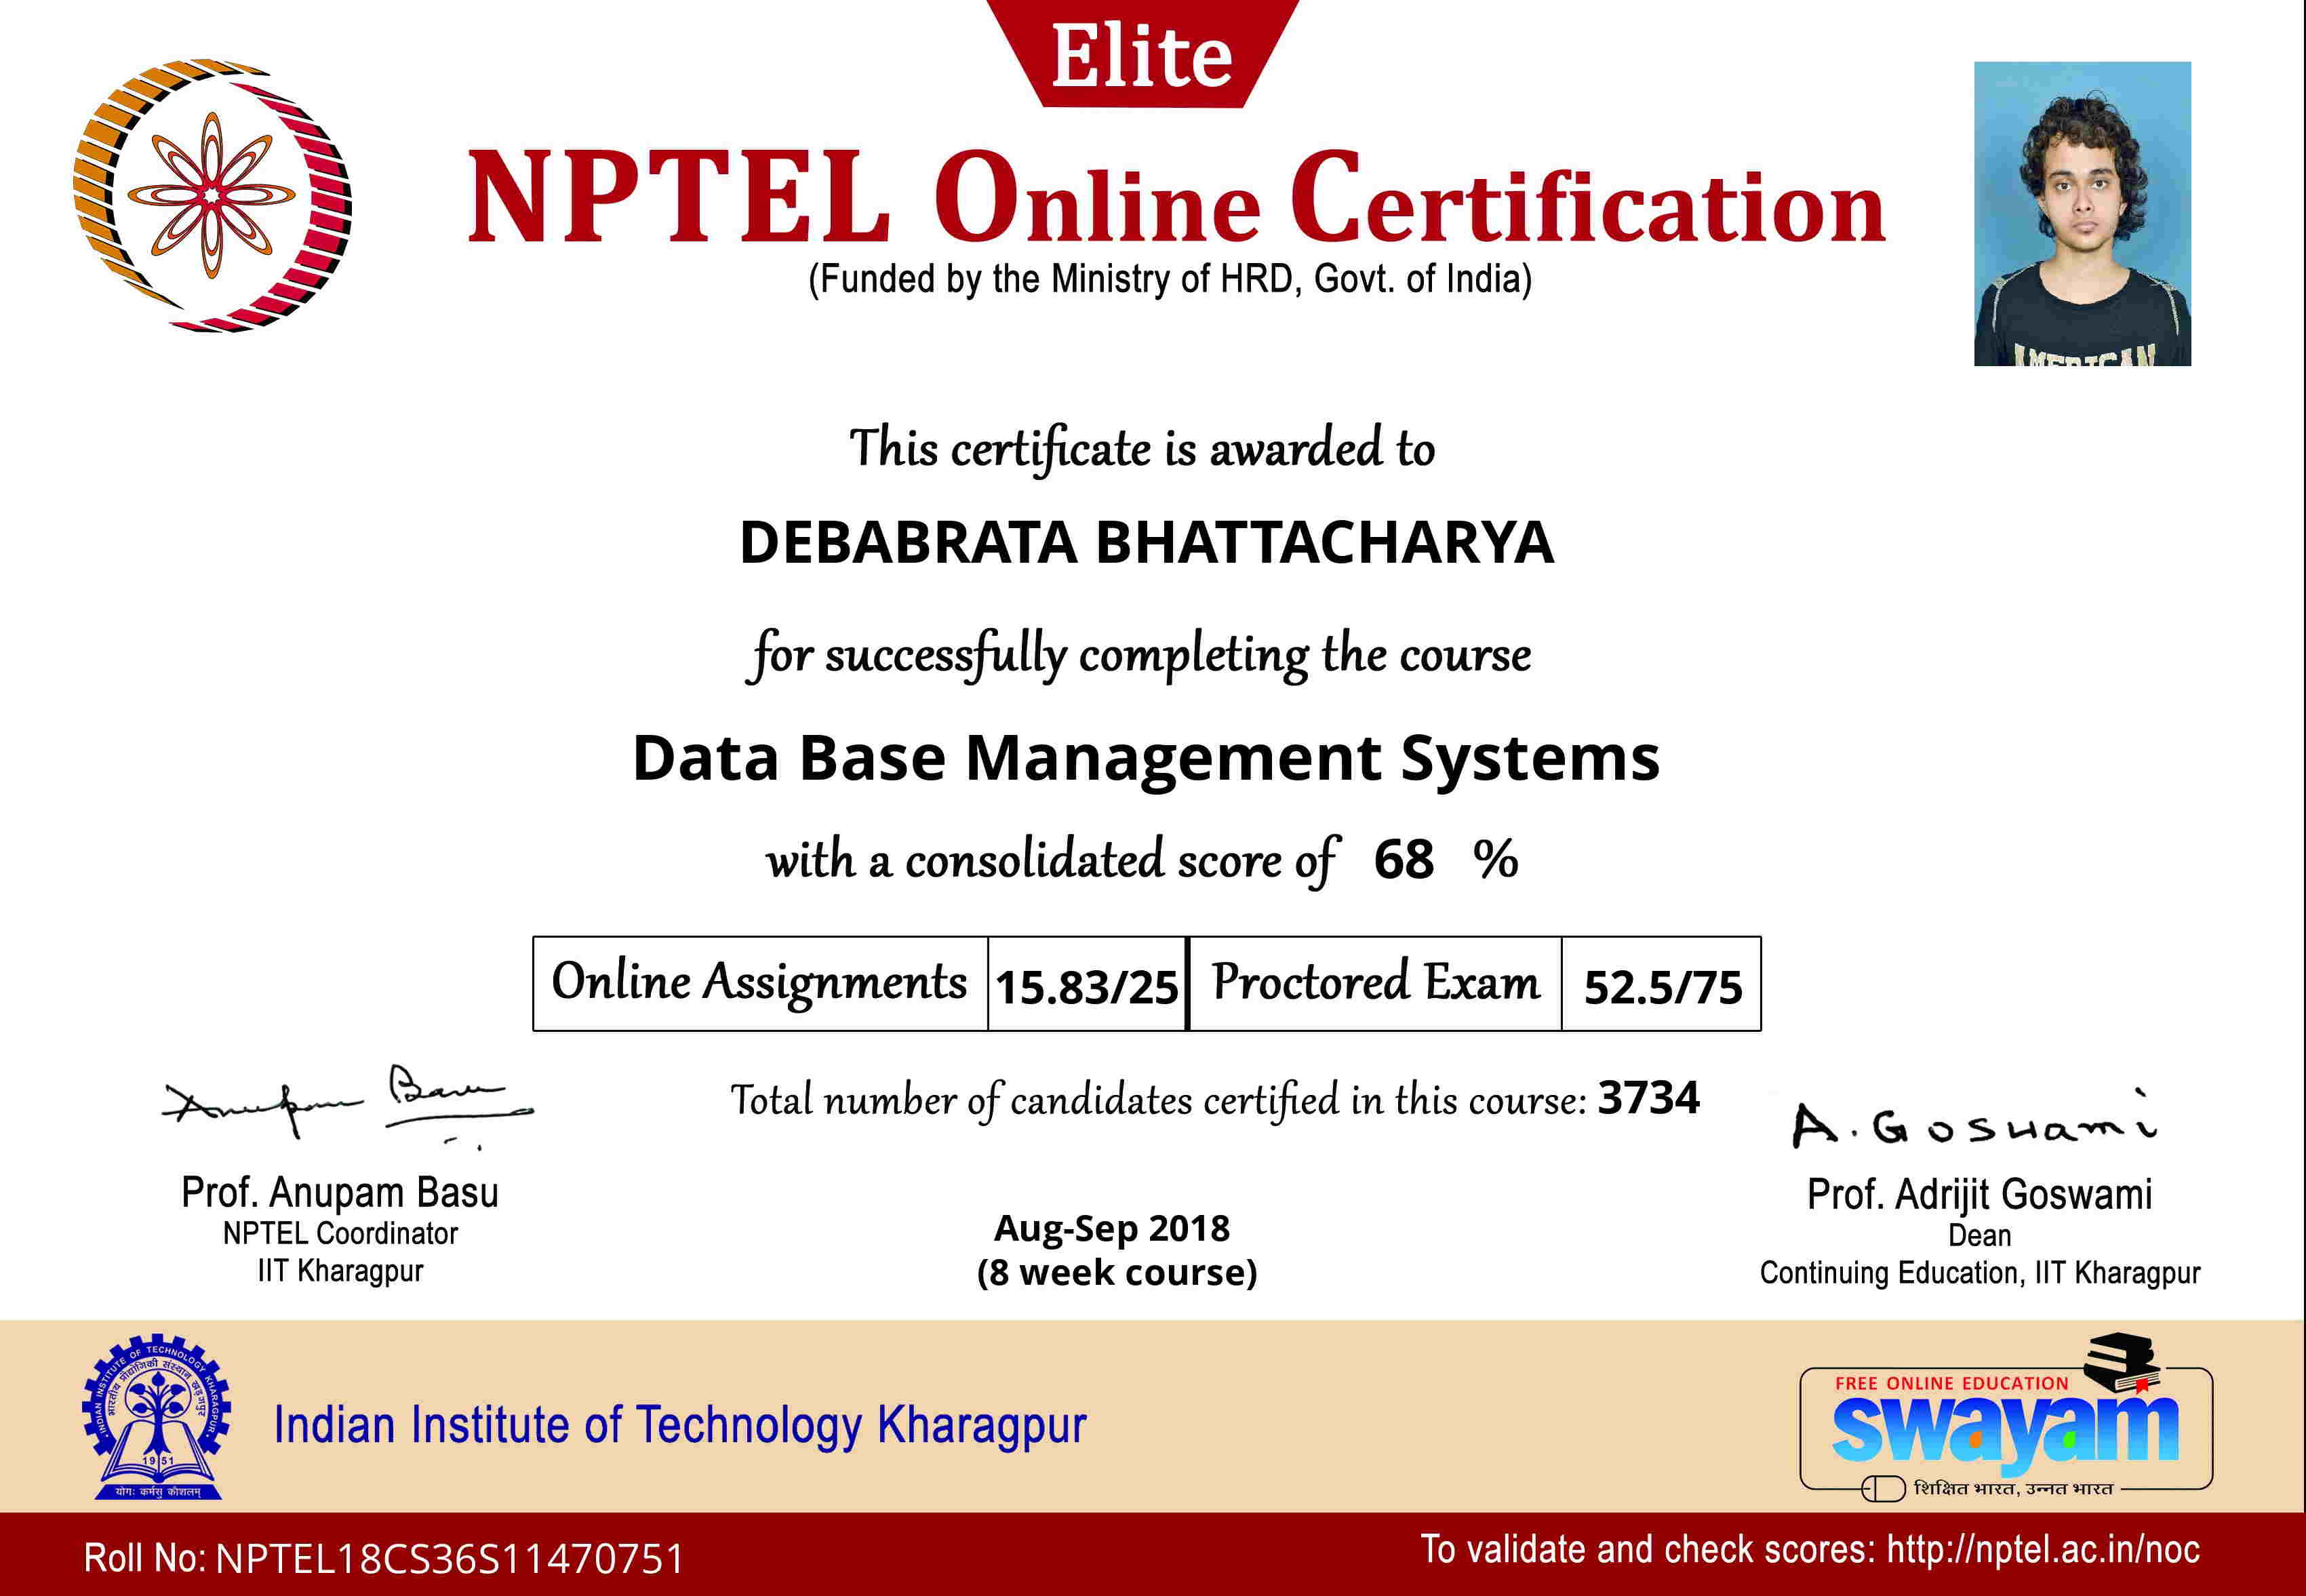 Elite
NPTEL Online Certification
(Funded by the Ministry of HRD, Govt. of India)
AMERICAN
This certificate is awarded to
DEBABRATA BHATTACHARYA
for successfully completing the course
Data Base Management Systems
with a consolidated score of 68 %
Online Assignments 15.83/25 Proctored Exam 52.5/75
Total number of candidates certified in this course: 3734
Anupam Basu
A. Goswami
Prof. Anupam Basu
NPTEL Coordinator
IIT Kharagpur
Aug-Sep 2018
(8 week course)
Prof. Adrijit Goswami
Dean
Continuing Education, IIT Kharagpur
INDIAN INSTITUTE OF TECHNOLOGY KHARAGPUR
भारतीय प्रौद्योगिकी संस्थान खड़गपुर
1951
योगः कर्मसु कौशलम्
Indian Institute of Technology Kharagpur
FREE ONLINE EDUCATION
swayam
शिक्षित भारत, उन्नत भारत
Roll No: NPTEL18CS36S11470751
To validate and check scores: http://nptel.ac.in/noc